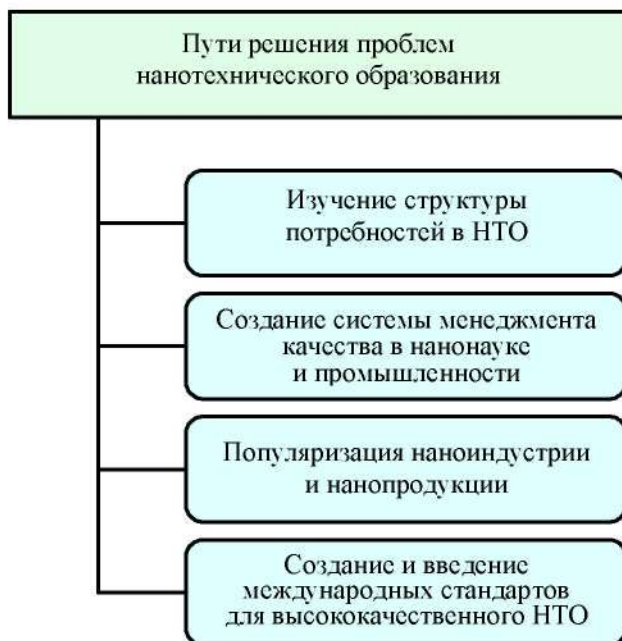 Пути решения проблем
нанотехнического образования
Изучение структуры
потребностей в НТО
Создание системы менеджмента
качества в нанонауке
и промышленности
Популяризация наноиндустрии
и нанопродукции
Создание и введение
международных стандартов
для высококачественного НТО